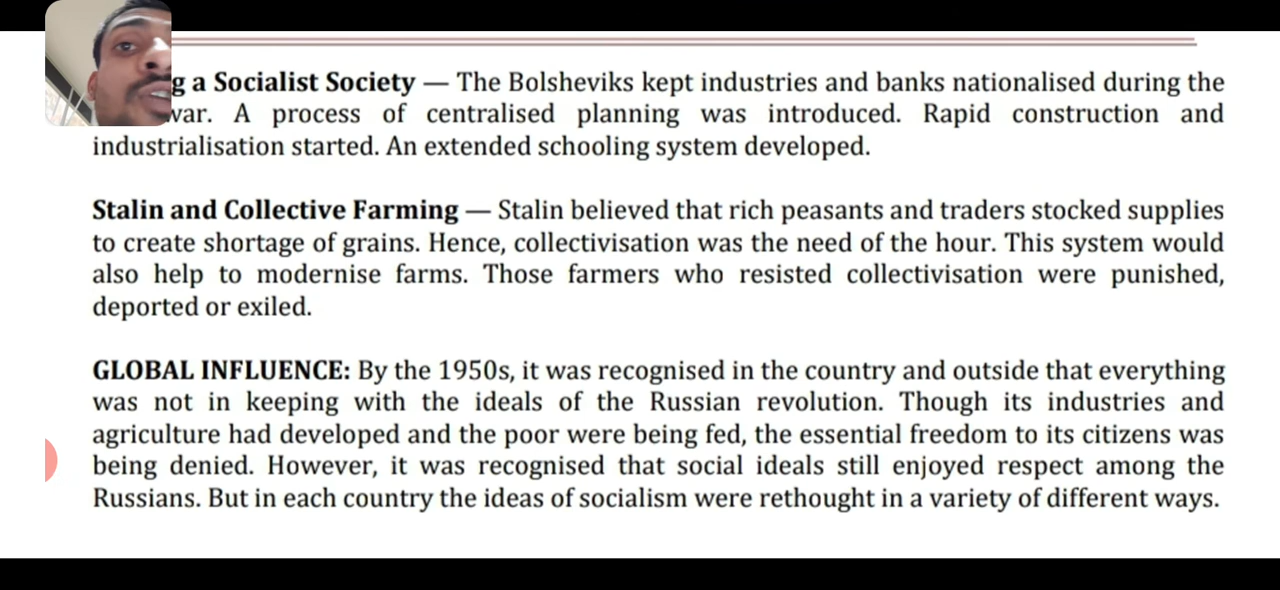 g a Socialist Society — The Bolsheviks kept industries and banks nationalised during the
war. A process of centralised planning was introduced. Rapid construction and
industrialisation started. An extended schooling system developed.
Stalin and Collective Farming — Stalin believed that rich peasants and traders stocked supplies
to create shortage of grains. Hence, collectivisation was the need of the hour. This system would
also help to modernise farms. Those farmers who resisted collectivisation were punished,
deported or exiled.
GLOBAL INFLUENCE: By the 1950s, it was recognised in the country and outside that everything
was not in keeping with the ideals of the Russian revolution. Though its industries and
agriculture had developed and the poor were being fed, the essential freedom to its citizens was
being denied. However, it was recognised that social ideals still enjoyed respect among the
Russians. But in each country the ideas of socialism were rethought in a variety of different ways.